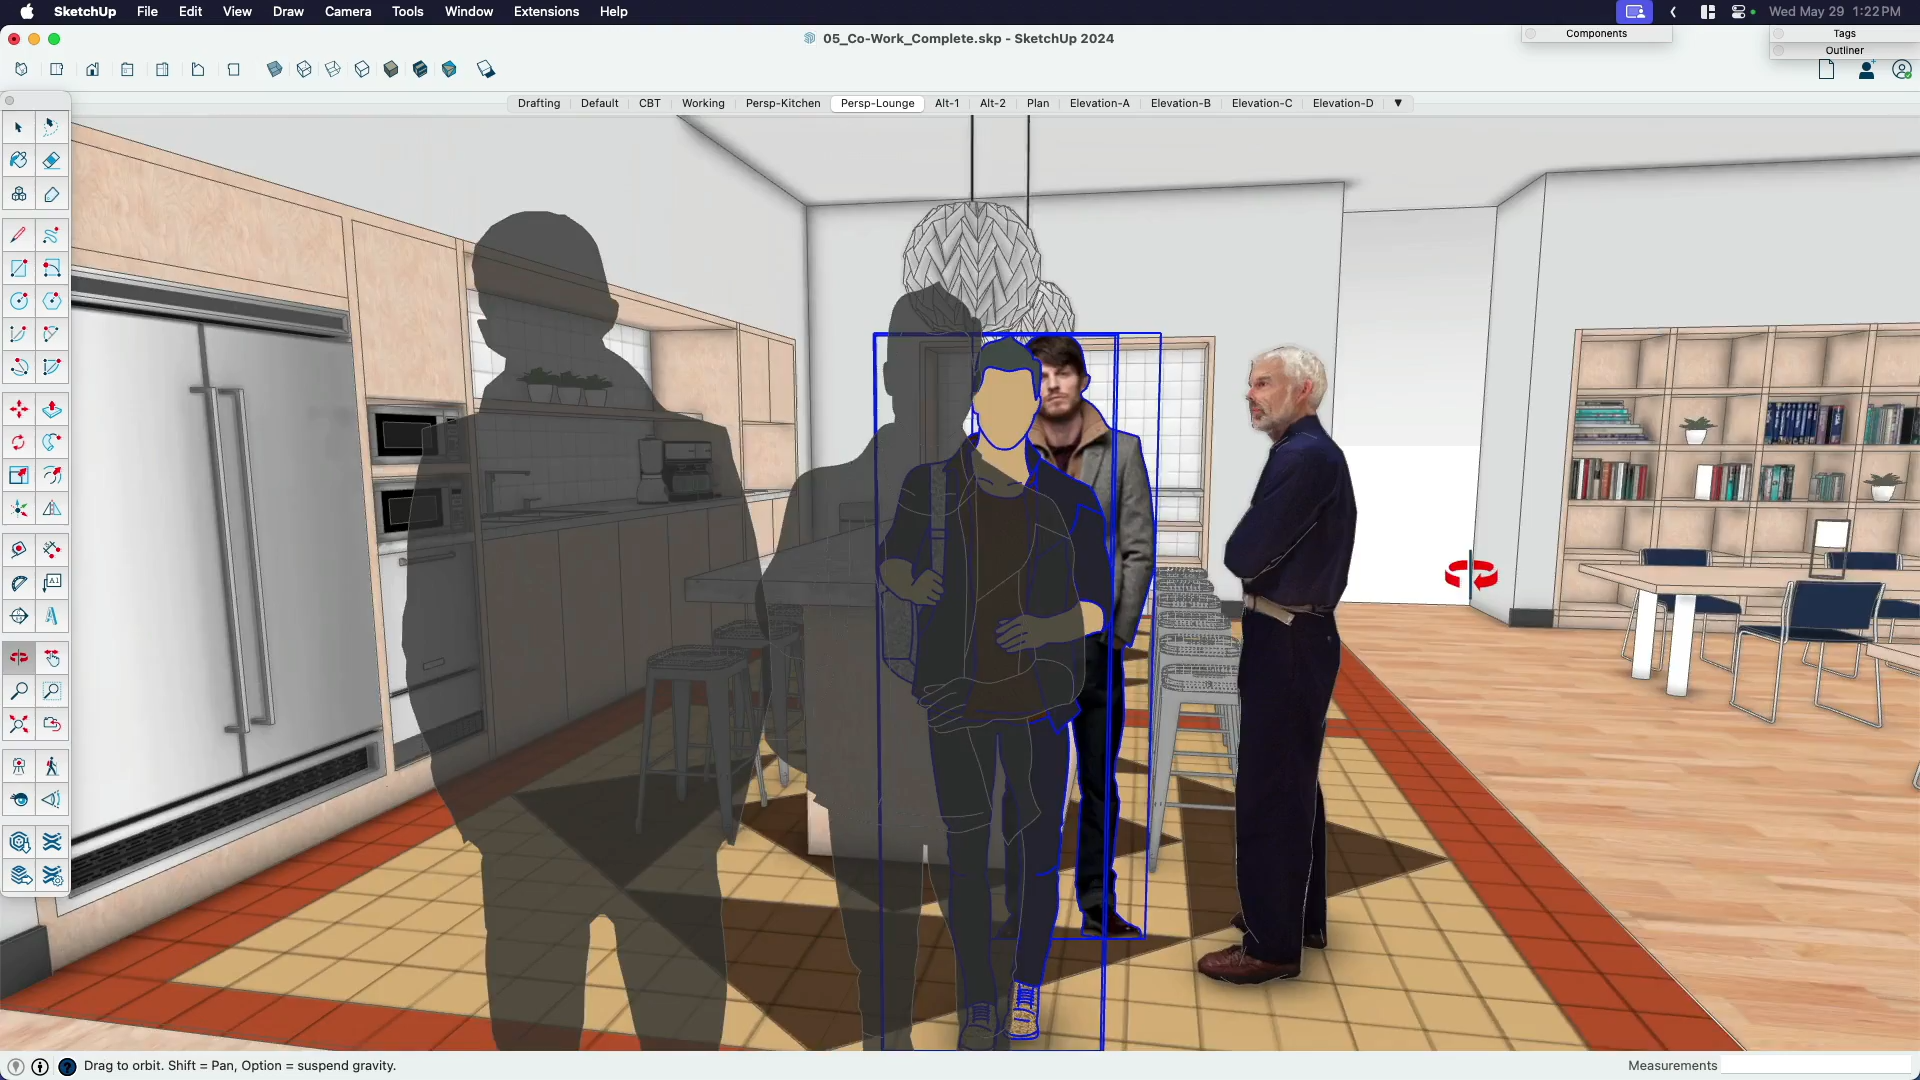 SketchUp File Edit View Draw Camera Tools Window Extensions Help Wed May 29 1:22 PM
05_Co-Work_Complete.skp - SketchUp 2024
Components
Tags
Outliner
Drafting Default CBT Working Persp-Kitchen Persp-Lounge Alt-1 Alt-2 Plan Elevation-A Elevation-B Elevation-C Elevation-D
A1
Drag to orbit. Shift = Pan, Option = suspend gravity.
Measurements